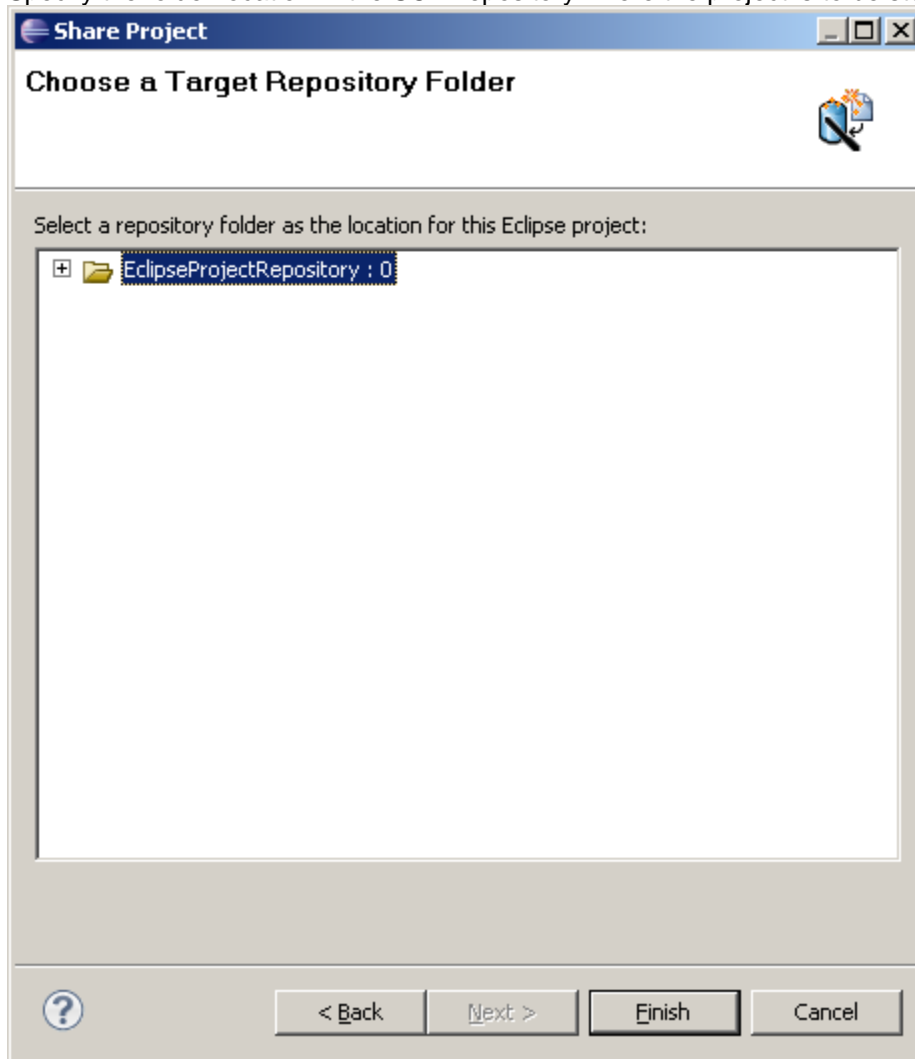 Share Project
Choose a Target Repository Folder
Select a repository folder as the location for this Eclipse project:
EclipseProjectRepository : 0
< Back
Next >
Finish
Cancel